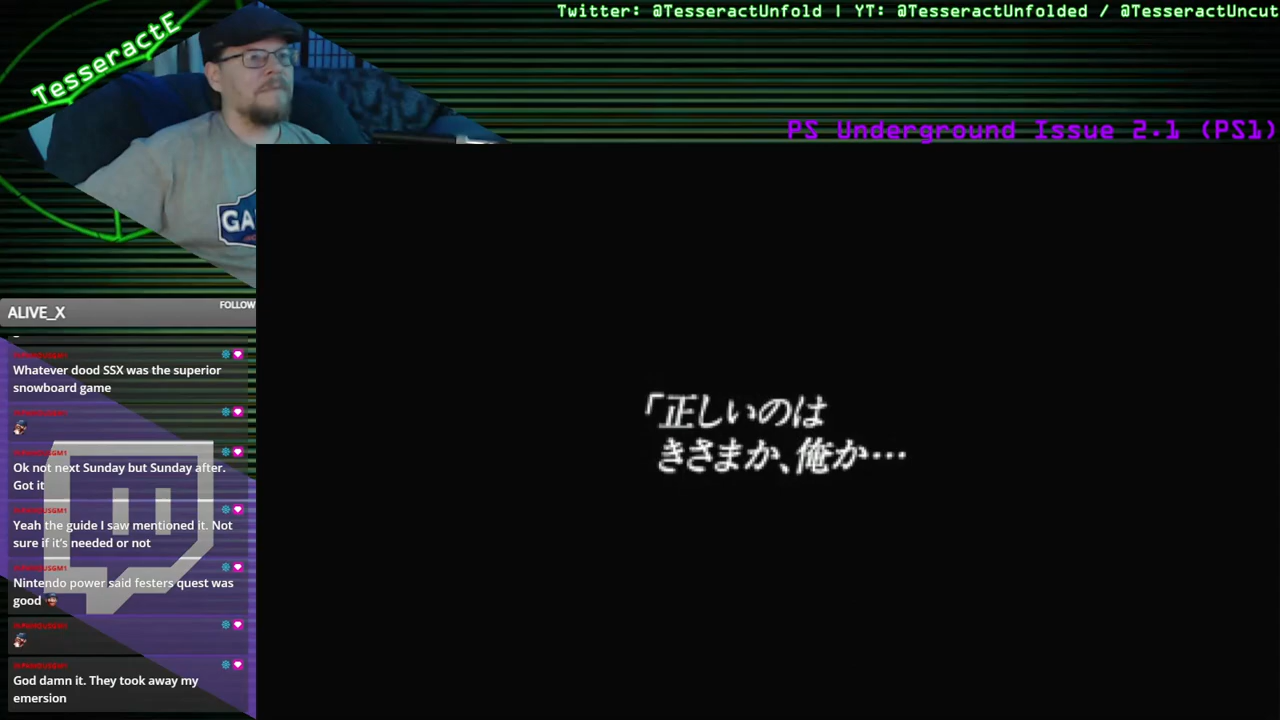 Twitter: @TesseractUnfold | YT: @TesseractUnfolded / @TesseractUncut
TesseractE
PS Underground Issue 2.1 (PS1)
GA
ALIVE_X
FOLLOW
Whatever dood SSX was the superior
snowboard game
Ok not next Sunday but Sunday after.
Got it
Yeah the guide I saw mentioned it. Not
sure if it's needed or not
Nintendo power said festers quest was
good
God damn it. They took away my
emersion
「正しいのは
きさまか、俺か…